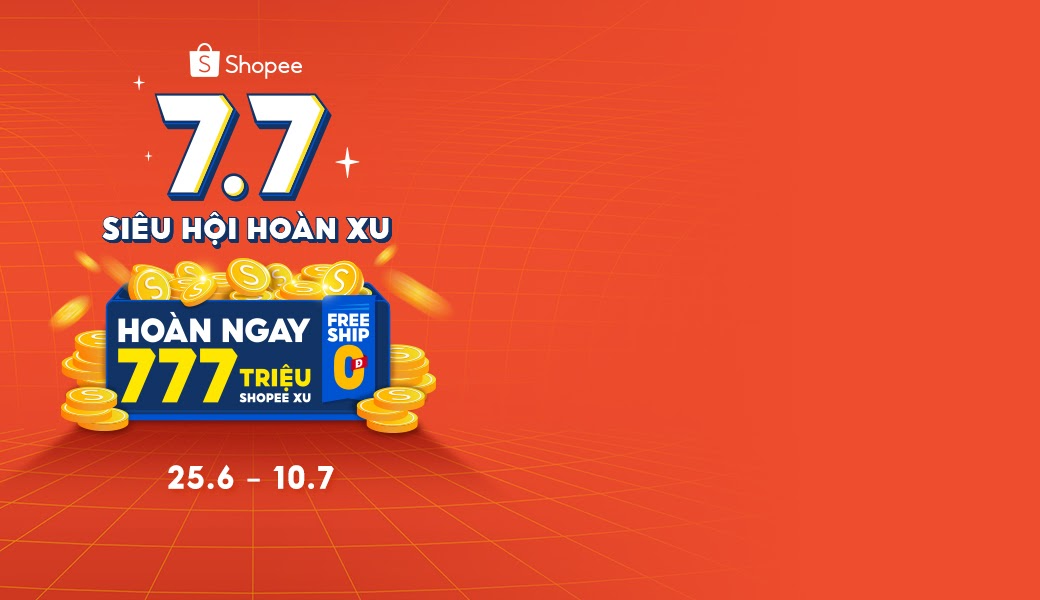 Shopee
7.7
SIÊU HỘI HOÀN XU
HOÀN NGAY
777 TRIỆU
SHOPEE XU
FREE
SHIP
0Đ
25.6 – 10.7